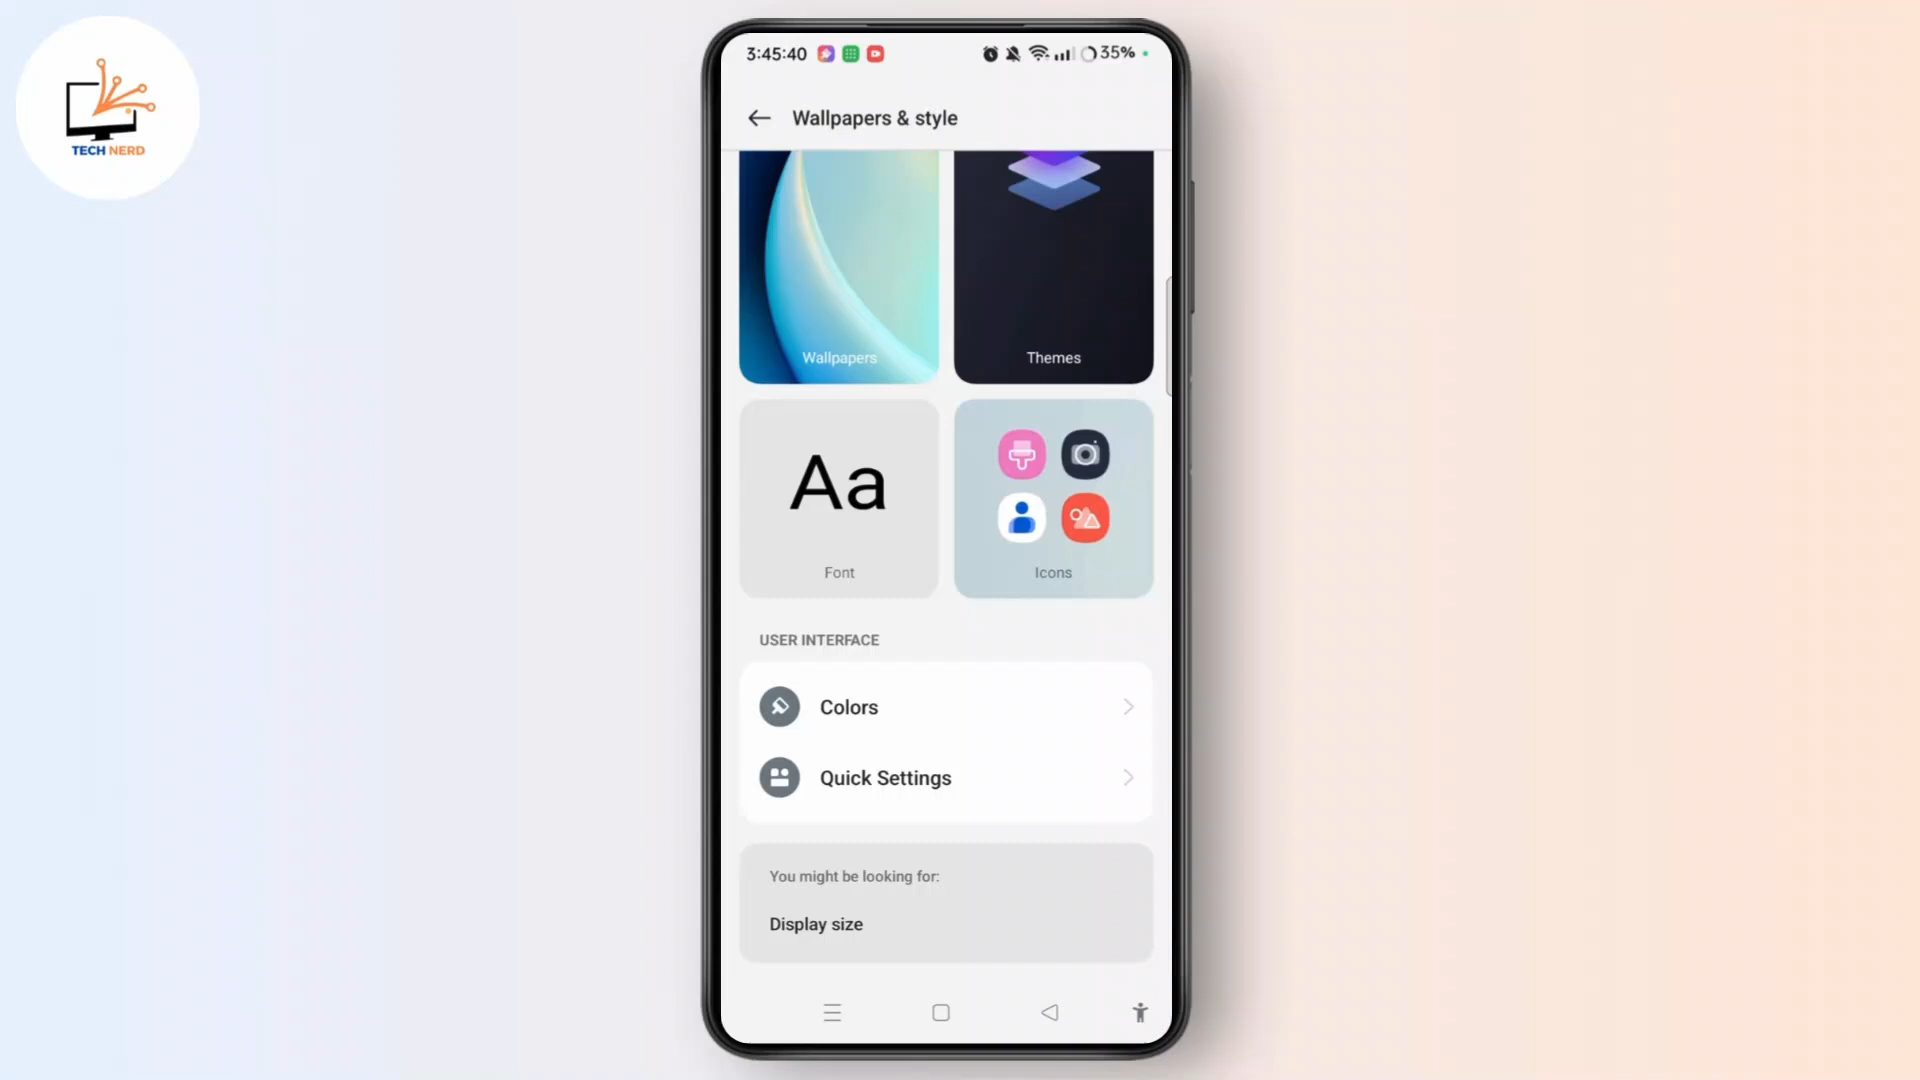 TECH NERD
3:45:40
35%
Wallpapers & style
Wallpapers
Themes
Aa
Font
Icons
USER INTERFACE
Colors
Quick Settings
You might be looking for:
Display size